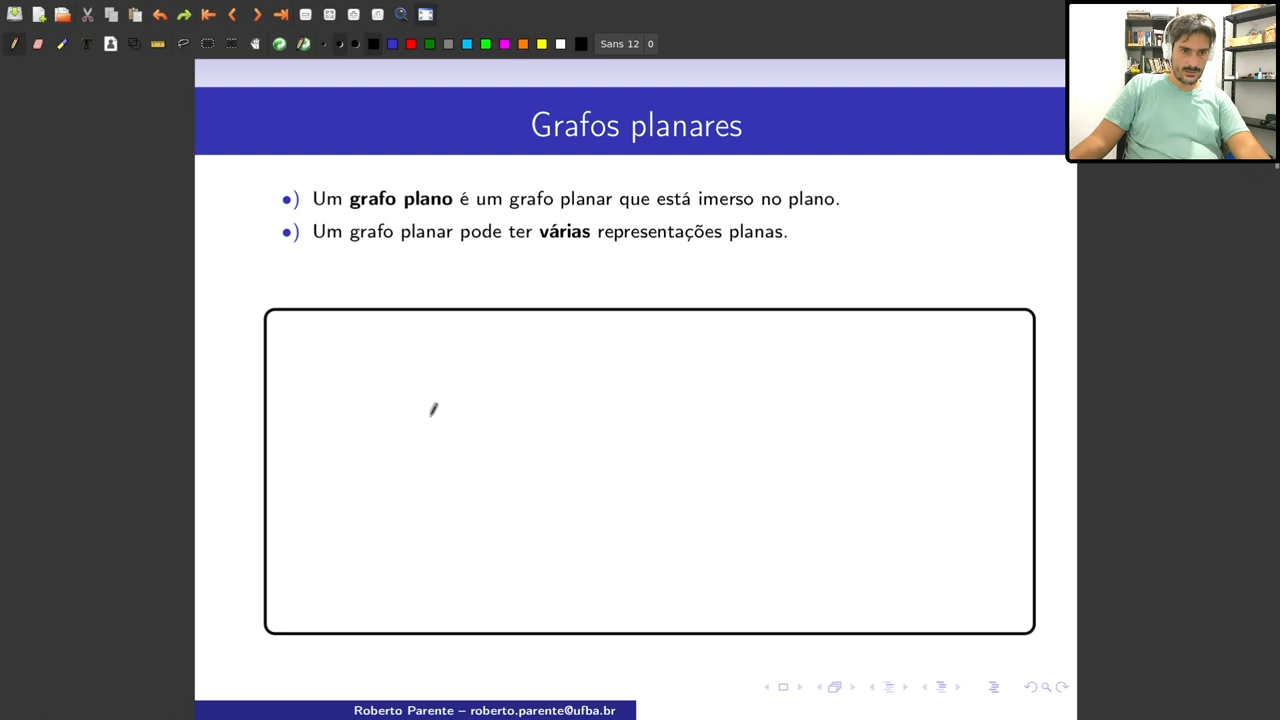 Sans 12
Grafos planares
•) Um grafo plano é um grafo planar que está imerso no plano.
•) Um grafo planar pode ter várias representações planas.
Roberto Parente – roberto.parente@ufba.br